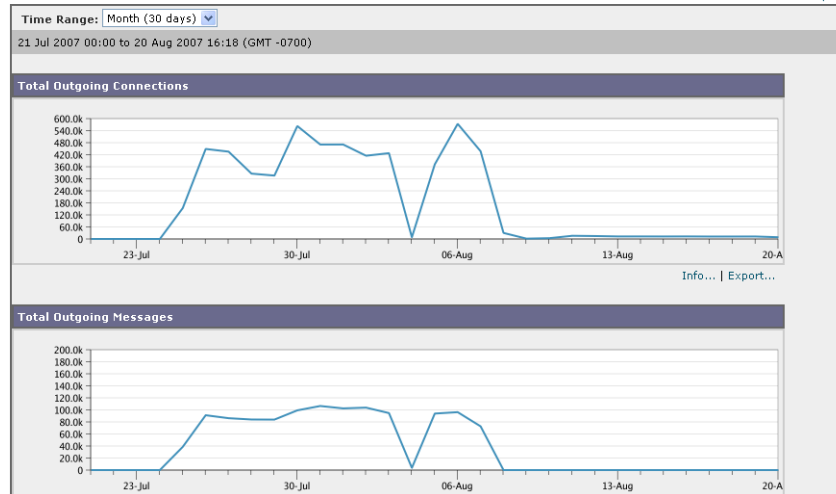 Time Range: Month (30 days)
21 Jul 2007 00:00 to 20 Aug 2007 16:18 (GMT -0700)
Total Outgoing Connections
600.0k
540.0k
480.0k
420.0k
360.0k
300.0k
240.0k
180.0k
120.0k
60.0k
0
23-Jul 30-Jul 06-Aug 13-Aug 20-A
Info... | Export...
Total Outgoing Messages
200.0k
180.0k
160.0k
140.0k
120.0k
100.0k
80.0k
60.0k
40.0k
20.0k
0
23-Jul 30-Jul 06-Aug 13-Aug 20-A